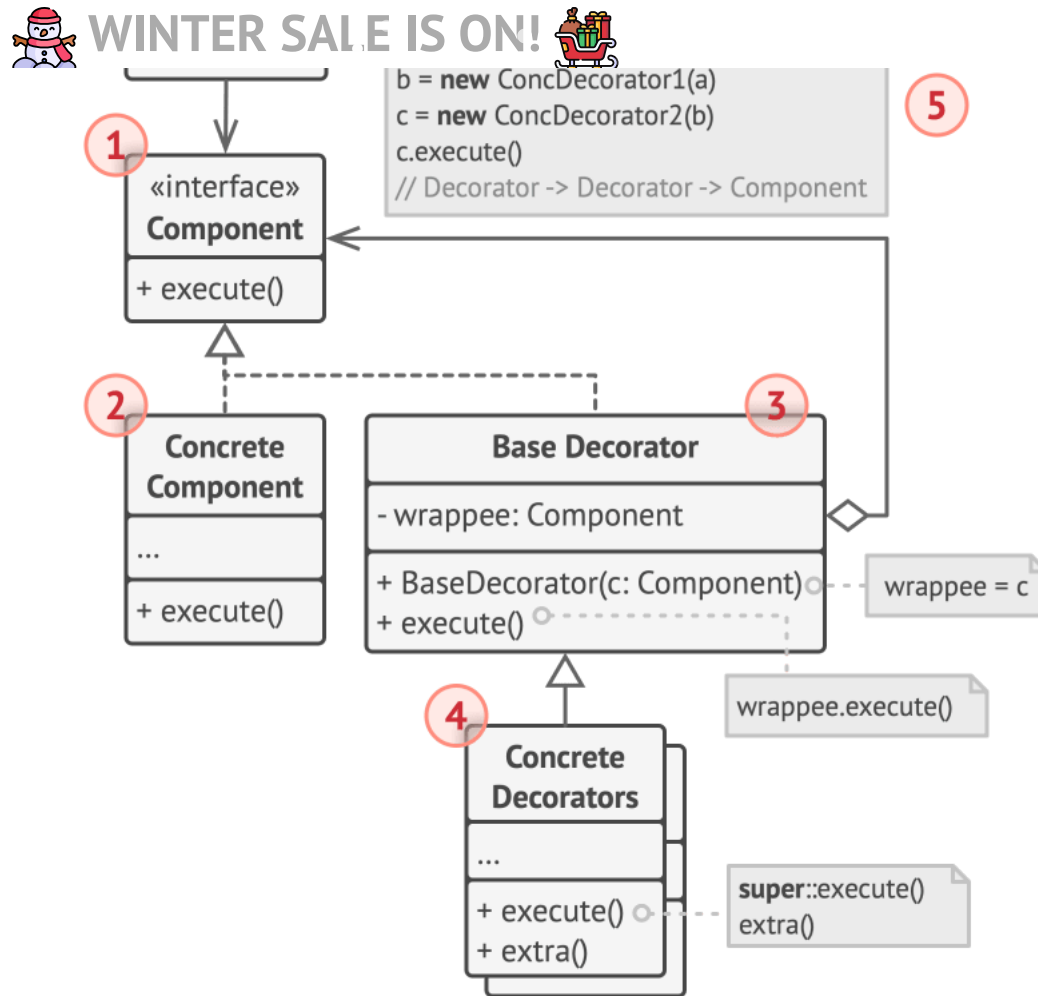 WINTER SALE IS ON!
b = new ConcDecorator1(a)
c = new ConcDecorator2(b)
c.execute()
// Decorator -> Decorator -> Component
5
1
«interface»
Component
+ execute()
2
Concrete
Component
...
+ execute()
3
Base Decorator
- wrappee: Component
+ BaseDecorator(c: Component)
+ execute()
wrappee = c
wrappee.execute()
4
Concrete
Decorators
...
+ execute()
+ extra()
super::execute()
extra()